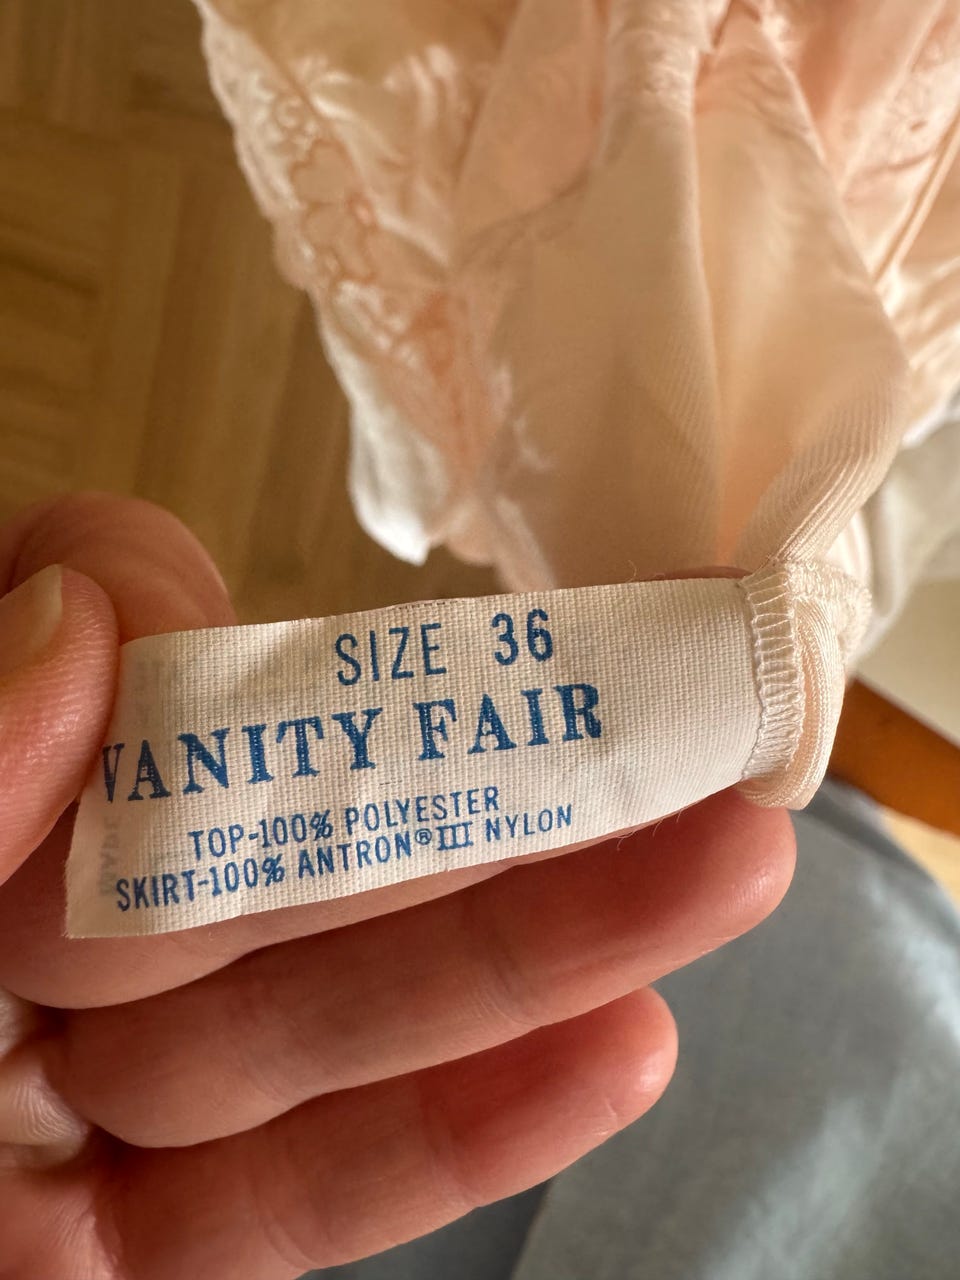 SIZE 36
VANITY FAIR
TOP-100% POLYESTER
SKIRT-100% ANTRON® III NYLON